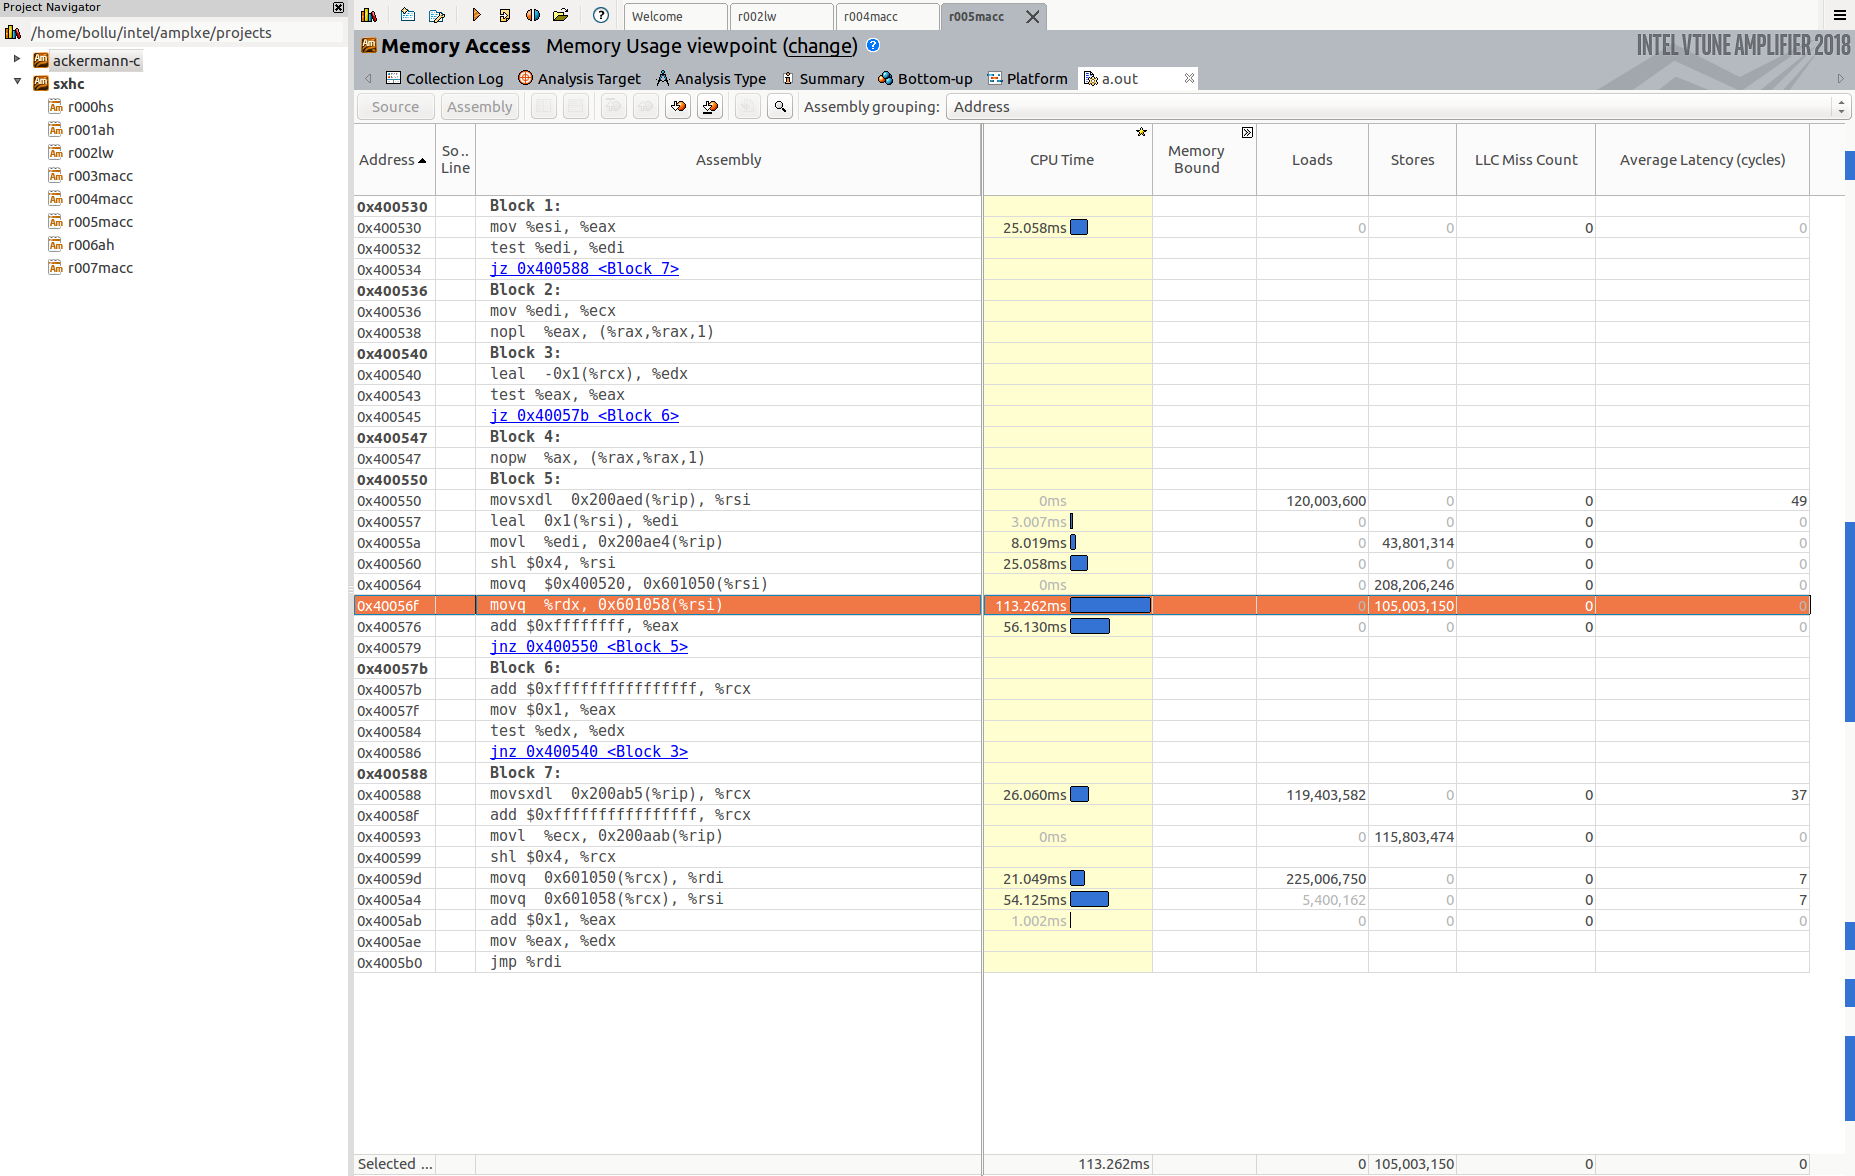 Project Navigator
/home/bollu/intel/amplxe/projects
ackermann-c
sxhc
r000hs
r001ah
r002lw
r003macc
r004macc
r005macc
r006ah
r007macc
Welcome r002lw r004macc r005macc
Memory Access Memory Usage viewpoint (change)
INTEL VTUNE AMPLIFIER 2018
Collection Log Analysis Target Analysis Type Summary Bottom-up Platform a.out
Source Assembly Assembly grouping: Address
Address So.. Line Assembly CPU Time Memory Bound Loads Stores LLC Miss Count Average Latency (cycles)
0x400530 Block 1:
0x400530 mov %esi, %eax 25.058ms 0 0 0 0
0x400532 test %edi, %edi
0x400534 jz 0x400588 <Block 7>
0x400536 Block 2:
0x400536 mov %edi, %ecx
0x400538 nopl %eax, (%rax,%rax,1)
0x400540 Block 3:
0x400540 leal -0x1(%rcx), %edx
0x400543 test %eax, %eax
0x400545 jz 0x40057b <Block 6>
0x400547 Block 4:
0x400547 nopw %ax, (%rax,%rax,1)
0x400550 Block 5:
0x400550 movsxdl 0x200aed(%rip), %rsi 0ms 120,003,600 0 0 49
0x400557 leal 0x1(%rsi), %edi 3.007ms 0 0 0 0
0x40055a movl %edi, 0x200ae4(%rip) 8.019ms 0 43,801,314 0 0
0x400560 shl $0x4, %rsi 25.058ms 0 0 0 0
0x400564 movq $0x400520, 0x601050(%rsi) 0ms 0 208,206,246 0 0
0x40056f movq %rdx, 0x601058(%rsi) 113.262ms 0 105,003,150 0 0
0x400576 add $0xffffffff, %eax 56.130ms 0 0 0 0
0x400579 jnz 0x400550 <Block 5>
0x40057b Block 6:
0x40057b add $0xffffffffffffffff, %rcx
0x40057f mov $0x1, %eax
0x400584 test %edx, %edx
0x400586 jnz 0x400540 <Block 3>
0x400588 Block 7:
0x400588 movsxdl 0x200ab5(%rip), %rcx 26.060ms 119,403,582 0 0 37
0x40058f add $0xffffffffffffffff, %rcx
0x400593 movl %ecx, 0x200aab(%rip) 0ms 0 115,803,474 0 0
0x400599 shl $0x4, %rcx
0x40059d movq 0x601050(%rcx), %rdi 21.049ms 225,006,750 0 0 7
0x4005a4 movq 0x601058(%rcx), %rsi 54.125ms 5,400,162 0 0 7
0x4005ab add $0x1, %eax 1.002ms 0 0 0 0
0x4005ae mov %eax, %edx
0x4005b0 jmp %rdi
Selected ... 113.262ms 0 105,003,150 0 0